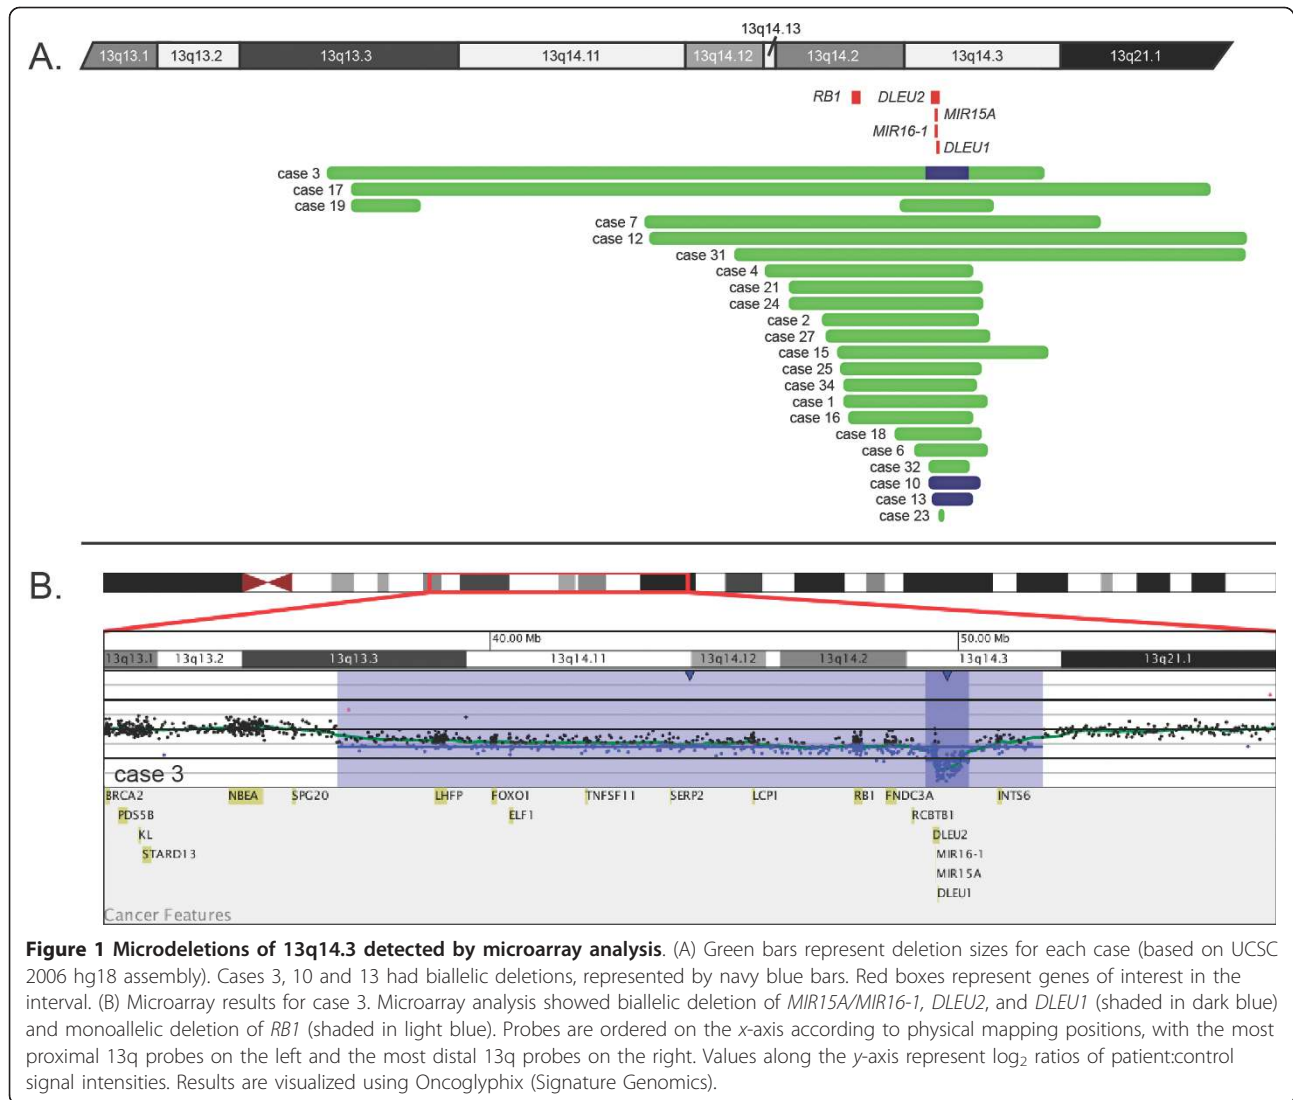 13q14.13
A.
13q13.1 13q13.2 13q13.3 13q14.11 13q14.12 13q14.2 13q14.3 13q21.1
RB1 DLEU2
MIR15A
MIR16-1
DLEU1
case 3
case 17
case 19
case 7
case 12
case 31
case 4
case 21
case 24
case 2
case 27
case 15
case 25
case 34
case 1
case 16
case 18
case 6
case 32
case 10
case 13
case 23
B.
40.00 Mb 50.00 Mb
13q13.1 13q13.2 13q13.3 13q14.11 13q14.12 13q14.2 13q14.3 13q21.1
case 3
BRCA2 NBEA SPG20 LHFP FOXO1 TNFSF11 SERP2 LCP1 RB1 FNDC3A INTS6
PDS5B ELF1 RCBTB1
KL DLEU2
STARD13 MIR16-1
MIR15A
DLEU1
Cancer Features
Figure 1 Microdeletions of 13q14.3 detected by microarray analysis. (A) Green bars represent deletion sizes for each case (based on UCSC
2006 hg18 assembly). Cases 3, 10 and 13 had biallelic deletions, represented by navy blue bars. Red boxes represent genes of interest in the
interval. (B) Microarray results for case 3. Microarray analysis showed biallelic deletion of MIR15A/MIR16-1, DLEU2, and DLEU1 (shaded in dark blue)
and monoallelic deletion of RB1 (shaded in light blue). Probes are ordered on the x-axis according to physical mapping positions, with the most
proximal 13q probes on the left and the most distal 13q probes on the right. Values along the y-axis represent log2 ratios of patient:control
signal intensities. Results are visualized using Oncoglyphix (Signature Genomics).